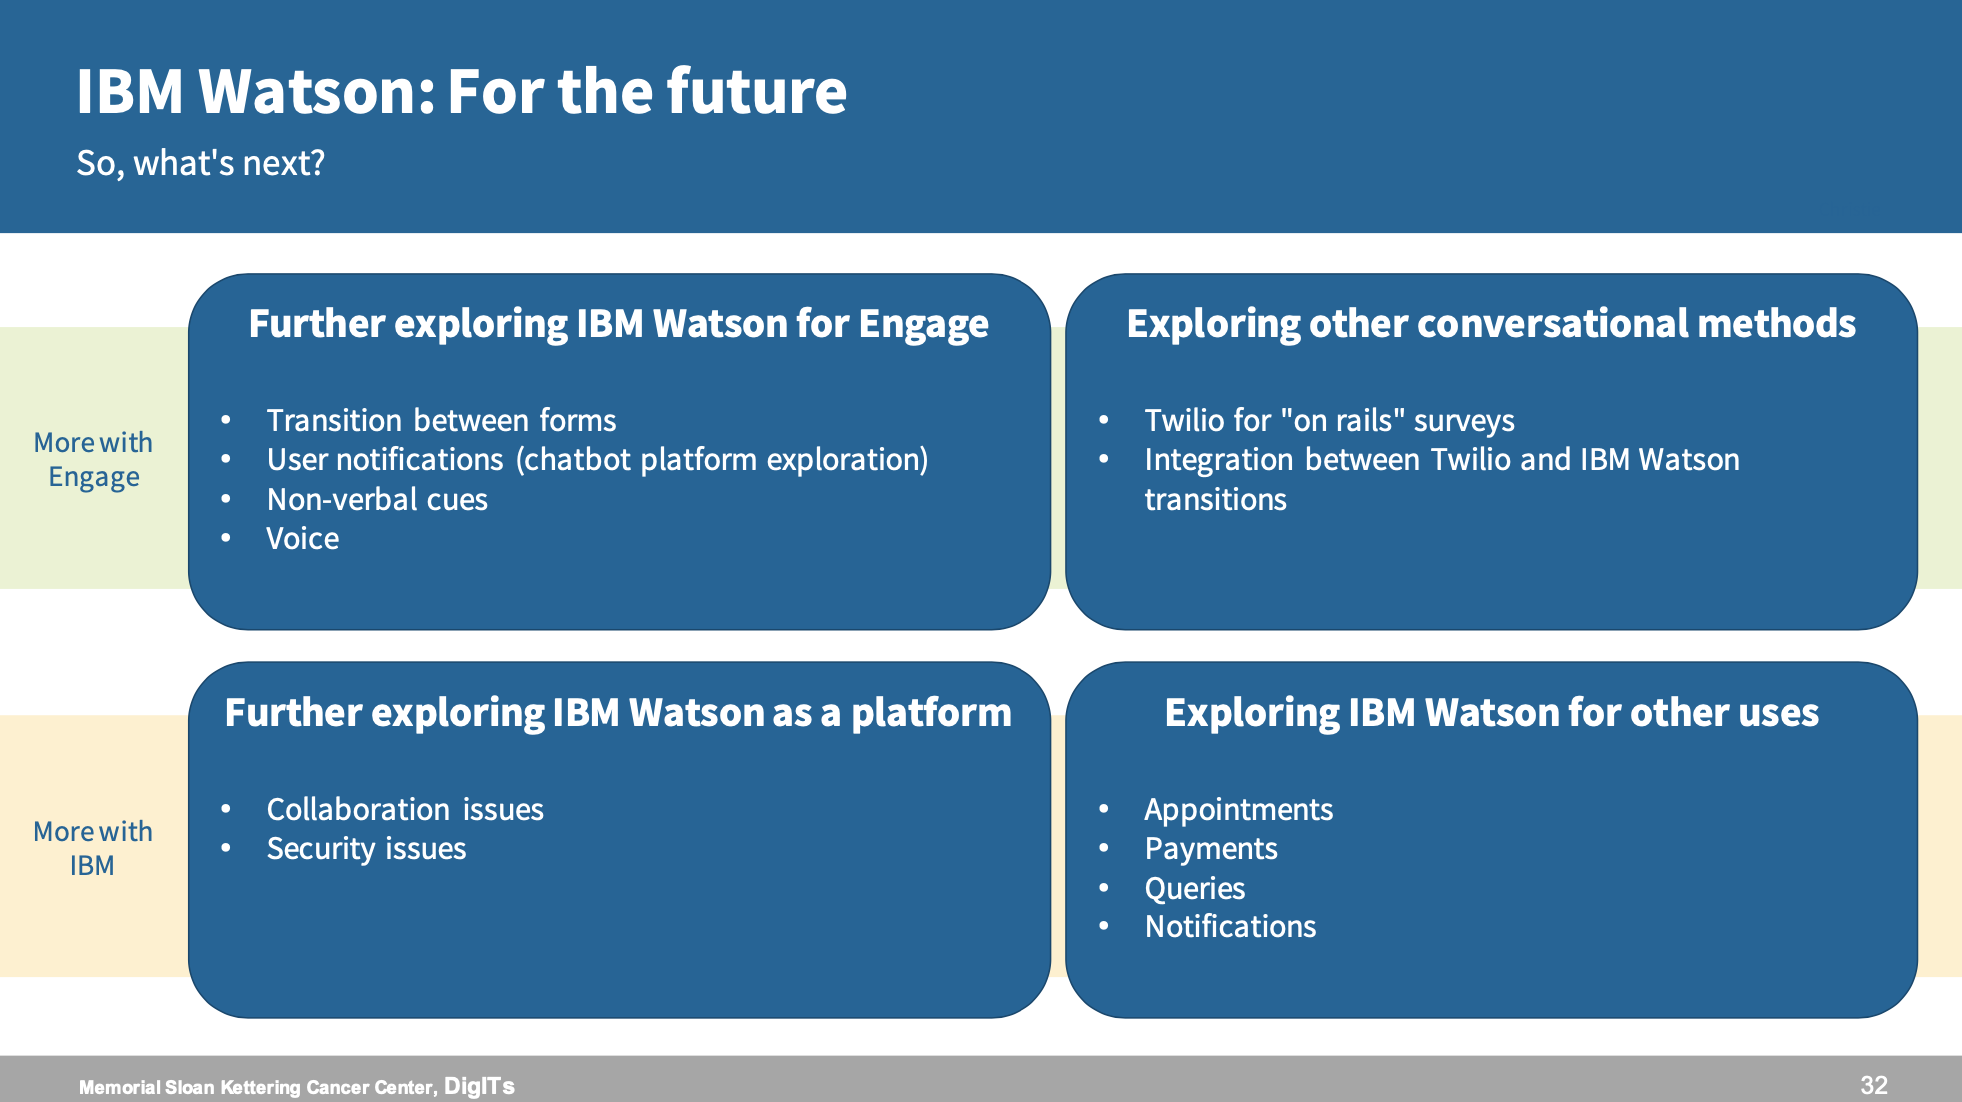 IBM Watson: For the future
So, what's next?
More with
Engage
Further exploring IBM Watson for Engage
• Transition between forms
• User notifications (chatbot platform exploration)
• Non-verbal cues
• Voice
Exploring other conversational methods
• Twilio for "on rails" surveys
• Integration between Twilio and IBM Watson
transitions
More with
IBM
Further exploring IBM Watson as a platform
• Collaboration issues
• Security issues
Exploring IBM Watson for other uses
• Appointments
• Payments
• Queries
• Notifications
Memorial Sloan Kettering Cancer Center, DigITs
32